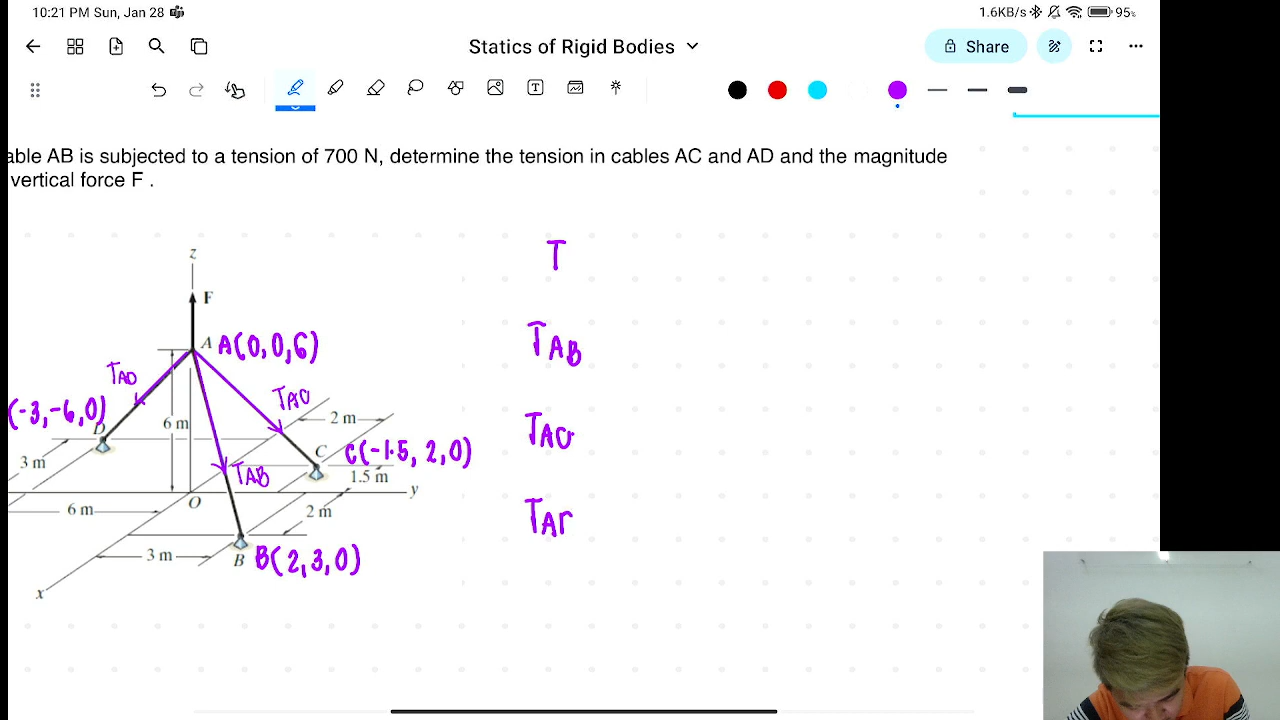 10:21 PM Sun, Jan 28
1.6KB/s 95%
Statics of Rigid Bodies
Share
able AB is subjected to a tension of 700 N, determine the tension in cables AC and AD and the magnitude
vertical force F .
z
F
A A(0,0,6)
TAD
TAC
(-3,-6,0)
D
6 m
2 m
C C(-1.5, 2,0)
3 m
TAB
1.5 m
y
O
6 m
2 m
3 m
B B(2,3,0)
x
T
TAB
TAC